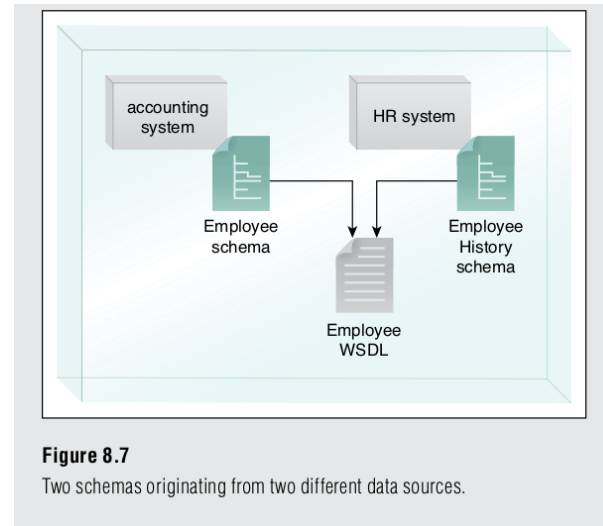 accounting
system
HR system
Employee
schema
Employee
History
schema
Employee
WSDL
Figure 8.7
Two schemas originating from two different data sources.